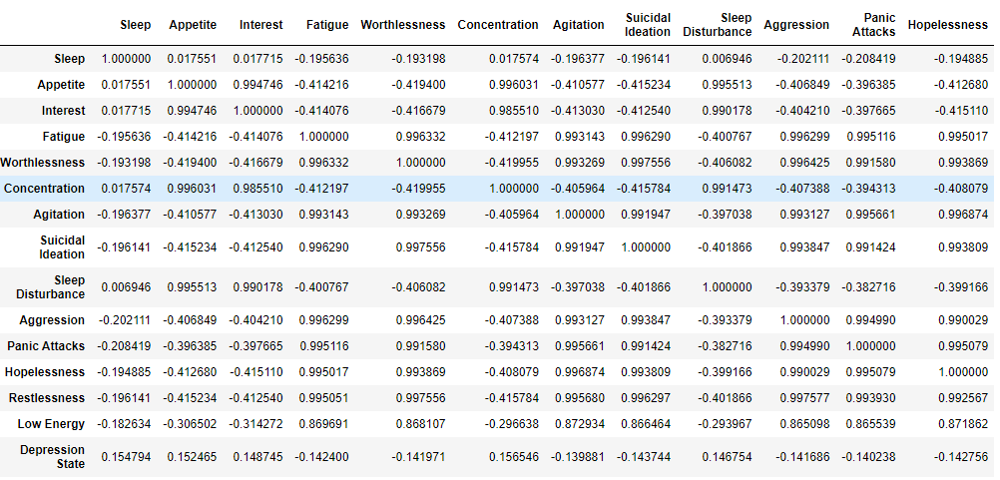 Sleep Appetite Interest Fatigue Worthlessness Concentration Agitation Suicidal Ideation Sleep Disturbance Aggression Panic Attacks Hopelessness
Sleep 1.000000 0.017551 0.017715 -0.195636 -0.193198 0.017574 -0.196377 -0.196141 0.006946 -0.202111 -0.208419 -0.194885
Appetite 0.017551 1.000000 0.994746 -0.414216 -0.419400 0.996031 -0.410577 -0.415234 0.995513 -0.406849 -0.396385 -0.412680
Interest 0.017715 0.994746 1.000000 -0.414076 -0.416679 0.985510 -0.413030 -0.412540 0.990178 -0.404210 -0.397665 -0.415110
Fatigue -0.195636 -0.414216 -0.414076 1.000000 0.996332 -0.412197 0.993143 0.996290 -0.400767 0.996299 0.995116 0.995017
Worthlessness -0.193198 -0.419400 -0.416679 0.996332 1.000000 -0.419955 0.993269 0.997556 -0.406082 0.996425 0.991580 0.993869
Concentration 0.017574 0.996031 0.985510 -0.412197 -0.419955 1.000000 -0.405964 -0.415784 0.991473 -0.407388 -0.394313 -0.408079
Agitation -0.196377 -0.410577 -0.413030 0.993143 0.993269 -0.405964 1.000000 0.991947 -0.397038 0.993127 0.995661 0.996874
Suicidal Ideation -0.196141 -0.415234 -0.412540 0.996290 0.997556 -0.415784 0.991947 1.000000 -0.401866 0.993847 0.991424 0.993809
Sleep Disturbance 0.006946 0.995513 0.990178 -0.400767 -0.406082 0.991473 -0.397038 -0.401866 1.000000 -0.393379 -0.382716 -0.399166
Aggression -0.202111 -0.406849 -0.404210 0.996299 0.996425 -0.407388 0.993127 0.993847 -0.393379 1.000000 0.994990 0.990029
Panic Attacks -0.208419 -0.396385 -0.397665 0.995116 0.991580 -0.394313 0.995661 0.991424 -0.382716 0.994990 1.000000 0.995079
Hopelessness -0.194885 -0.412680 -0.415110 0.995017 0.993869 -0.408079 0.996874 0.993809 -0.399166 0.990029 0.995079 1.000000
Restlessness -0.196141 -0.415234 -0.412540 0.995051 0.997556 -0.415784 0.995680 0.996297 -0.401866 0.997577 0.993930 0.992567
Low Energy -0.182634 -0.306502 -0.314272 0.869691 0.868107 -0.296638 0.872934 0.866464 -0.293967 0.865098 0.865539 0.871862
Depression State 0.154794 0.152465 0.148745 -0.142400 -0.141971 0.156546 -0.139881 -0.143744 0.146754 -0.141686 -0.140238 -0.142756